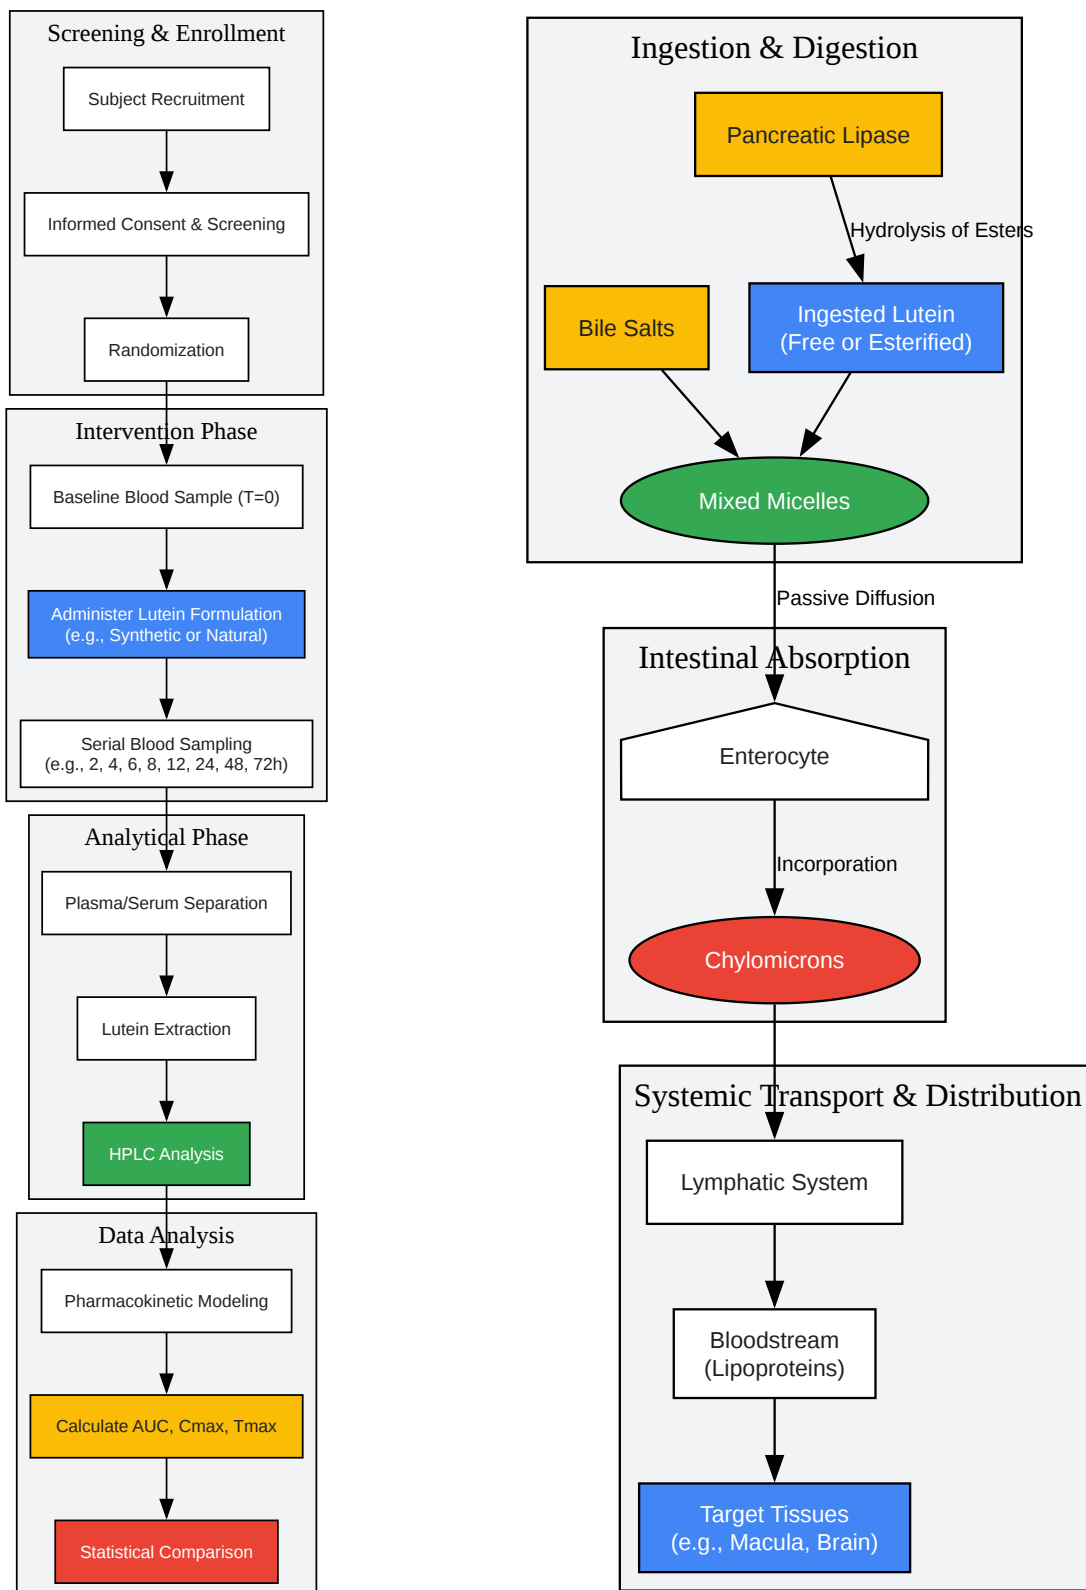 Screening & Enrollment
Subject Recruitment
Informed Consent & Screening
Randomization
Intervention Phase
Baseline Blood Sample (T=0)
Administer Lutein Formulation
(e.g., Synthetic or Natural)
Serial Blood Sampling
(e.g., 2, 4, 6, 8, 12, 24, 48, 72h)
Analytical Phase
Plasma/Serum Separation
Lutein Extraction
HPLC Analysis
Data Analysis
Pharmacokinetic Modeling
Calculate AUC, Cmax, Tmax
Statistical Comparison
Ingestion & Digestion
Pancreatic Lipase
Hydrolysis of Esters
Bile Salts
Ingested Lutein
(Free or Esterified)
Mixed Micelles
Passive Diffusion
Intestinal Absorption
Enterocyte
Incorporation
Chylomicrons
Systemic Transport & Distribution
Lymphatic System
Bloodstream
(Lipoproteins)
Target Tissues
(e.g., Macula, Brain)